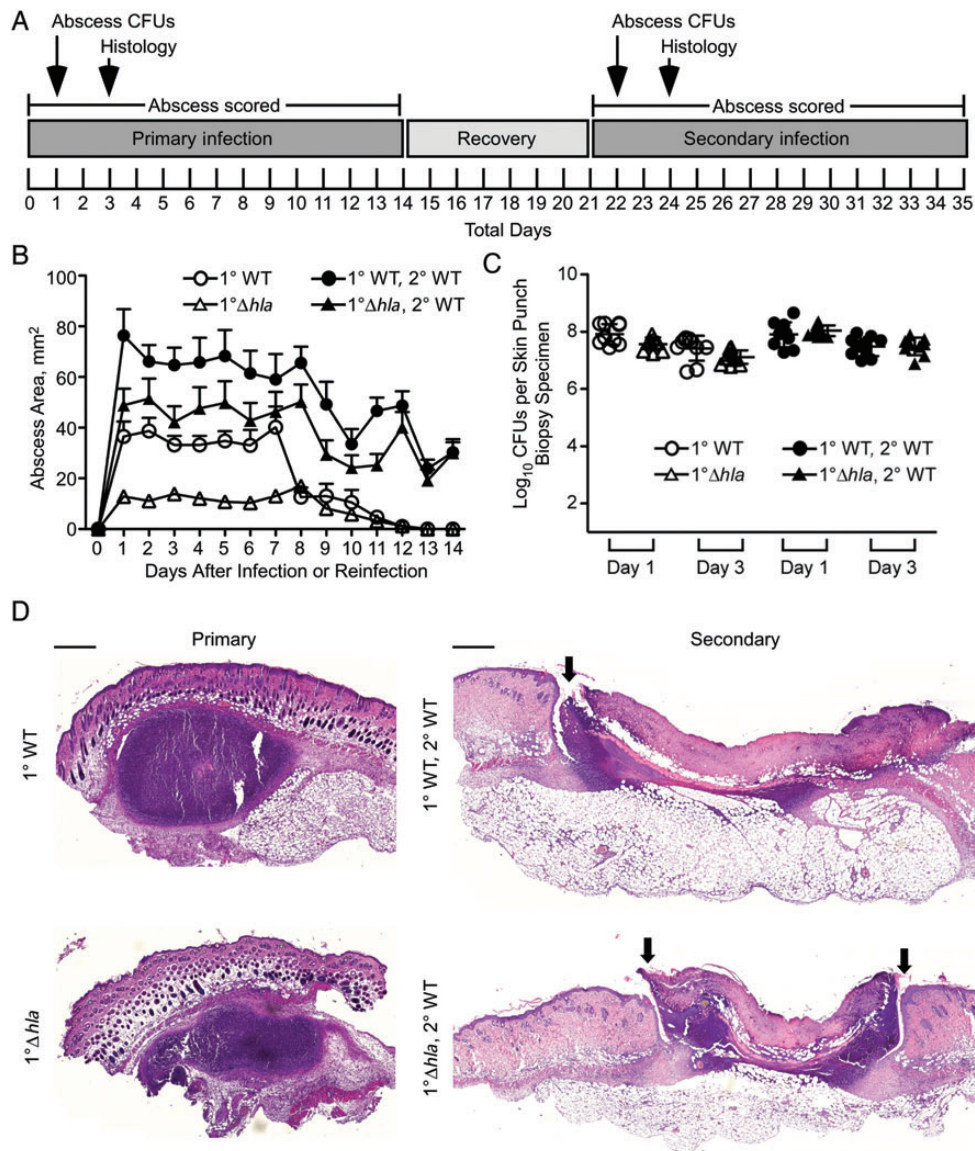 A
Abscess CFUs
Histology
Abscess CFUs
Histology
Abscess scored
Abscess scored
Primary infection
Recovery
Secondary infection
0 1 2 3 4 5 6 7 8 9 10 11 12 13 14 15 16 17 18 19 20 21 22 23 24 25 26 27 28 29 30 31 32 33 34 35
Total Days
B
1° WT
1° WT, 2° WT
1°Δhla
1°Δhla, 2° WT
100
80
60
40
20
0
Abscess Area, mm²
0 1 2 3 4 5 6 7 8 9 10 11 12 13 14
Days After Infection or Reinfection
C
10
8
6
4
2
Log₁₀ CFUs per Skin Punch
Biopsy Specimen
1° WT
1° WT, 2° WT
1°Δhla
1°Δhla, 2° WT
Day 1
Day 3
Day 1
Day 3
D
Primary
Secondary
1° WT
1° WT, 2° WT
1°Δhla
1°Δhla, 2° WT